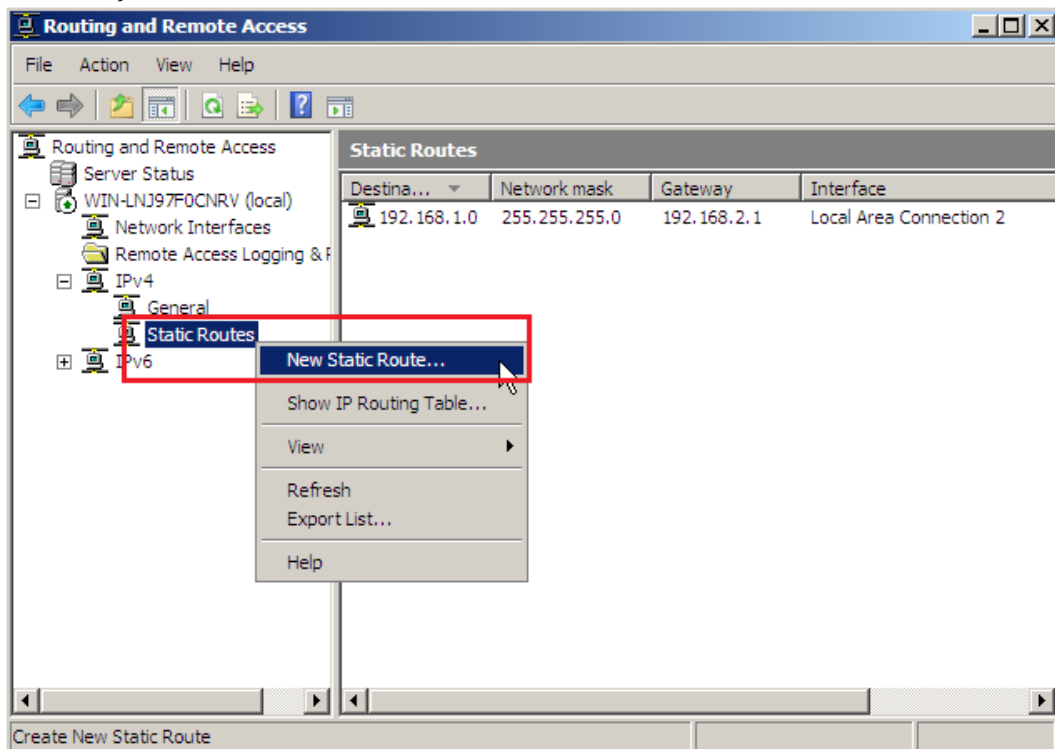 Routing and Remote Access
File Action View Help
Routing and Remote Access
Server Status
WIN-LNJ97F0CNRV (local)
Network Interfaces
Remote Access Logging &
IPv4
General
Static Routes
IPv6
Static Routes
Destina... Network mask Gateway Interface
192.168.1.0 255.255.255.0 192.168.2.1 Local Area Connection 2
New Static Route...
Show IP Routing Table...
View
Refresh
Export List...
Help
Create New Static Route